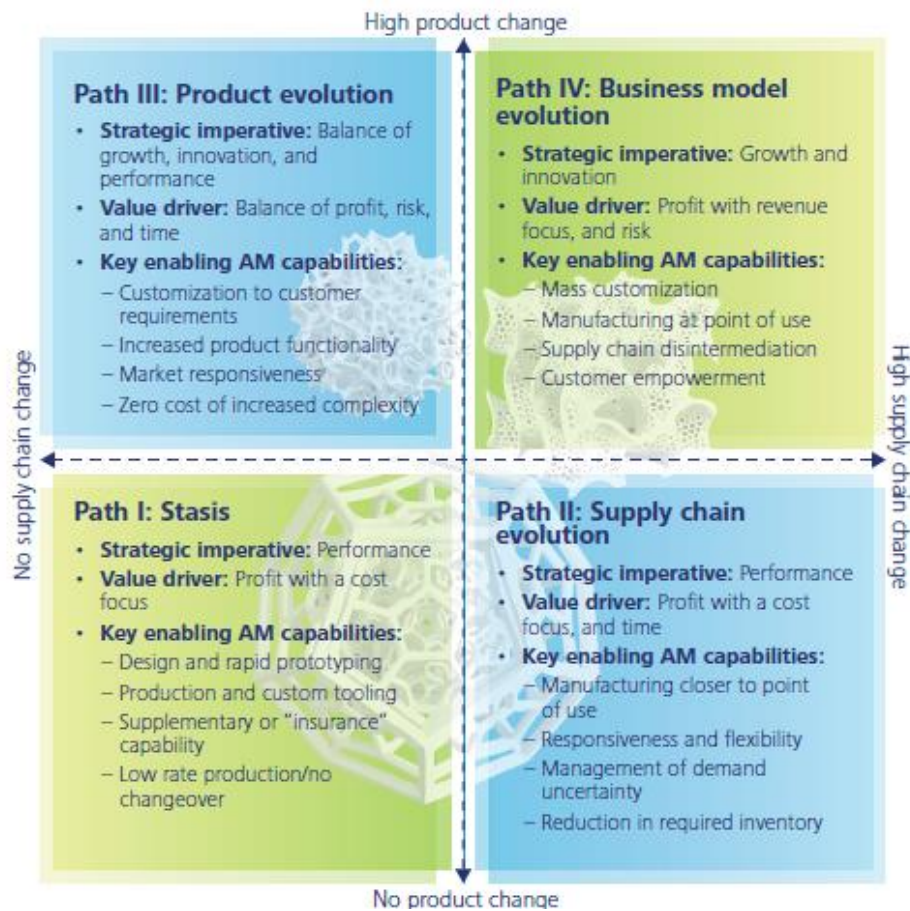 High product change
Path III: Product evolution
• Strategic imperative: Balance of
growth, innovation, and
performance
• Value driver: Balance of profit, risk,
and time
• Key enabling AM capabilities:
– Customization to customer
requirements
– Increased product functionality
– Market responsiveness
– Zero cost of increased complexity
Path IV: Business model
evolution
• Strategic imperative: Growth and
innovation
• Value driver: Profit with revenue
focus, and risk
• Key enabling AM capabilities:
– Mass customization
– Manufacturing at point of use
– Supply chain disintermediation
– Customer empowerment
No supply chain change
High supply chain change
Path I: Stasis
• Strategic imperative: Performance
• Value driver: Profit with a cost
focus
• Key enabling AM capabilities:
– Design and rapid prototyping
– Production and custom tooling
– Supplementary or “insurance”
capability
– Low rate production/no
changeover
Path II: Supply chain
evolution
• Strategic imperative: Performance
• Value driver: Profit with a cost
focus, and time
• Key enabling AM capabilities:
– Manufacturing closer to point
of use
– Responsiveness and flexibility
– Management of demand
uncertainty
– Reduction in required inventory
No product change